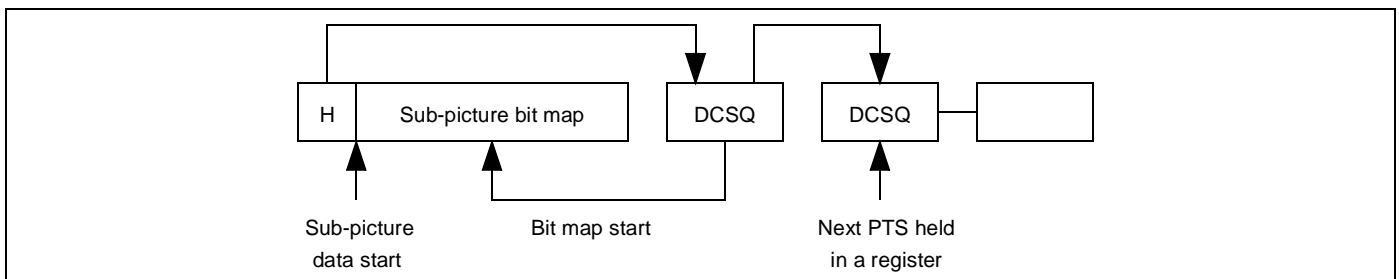 H
Sub-picture bit map
DCSQ
DCSQ
Sub-picture
data start
Bit map start
Next PTS held
in a register